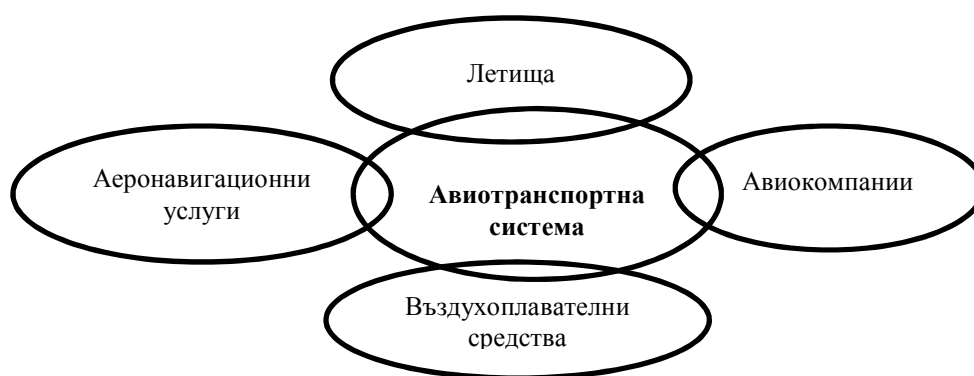 Летища
Аеронавигационни
услуги
Авиотранспортна
система
Авиокомпании
Въздухоплавателни
средства